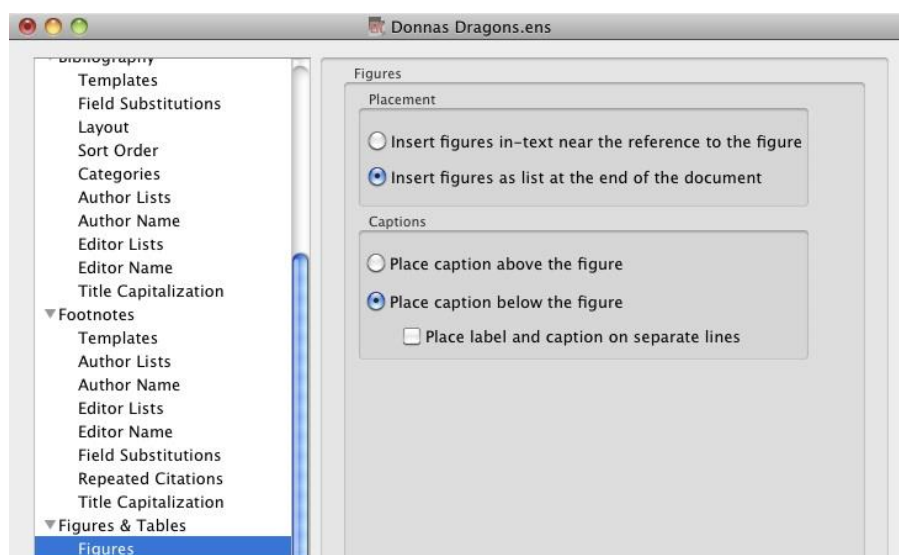 Donnas Dragons.ens
Bibliography
Templates
Field Substitutions
Layout
Sort Order
Categories
Author Lists
Author Name
Editor Lists
Editor Name
Title Capitalization
Footnotes
Templates
Author Lists
Author Name
Editor Lists
Editor Name
Field Substitutions
Repeated Citations
Title Capitalization
Figures & Tables
Figures
Figures
Placement
Insert figures in-text near the reference to the figure
Insert figures as list at the end of the document
Captions
Place caption above the figure
Place caption below the figure
Place label and caption on separate lines